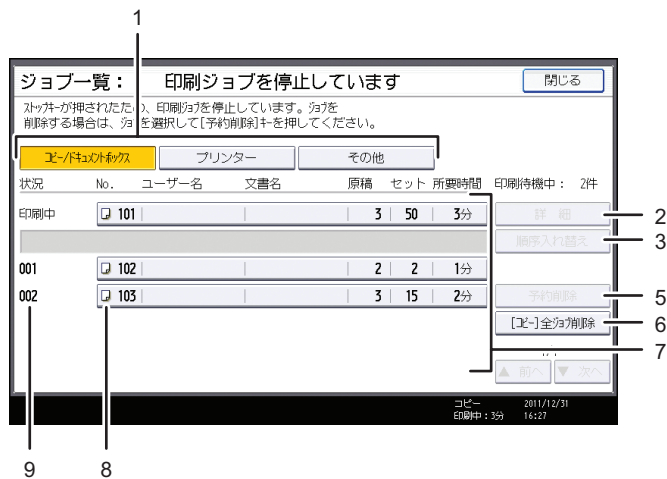 1
ジョブ一覧： 印刷ジョブを停止しています 閉じる
ｽﾄｯﾌﾟｷｰが押されたため、印刷ｼﾞｮﾌﾞを停止しています。ｼﾞｮﾌﾞを
削除する場合は、ｼﾞｮﾌﾞを選択して[予約削除]ｷｰを押してください。
ｺﾋﾟｰ/ﾄﾞｷｭﾒﾝﾄﾎﾞｯｸｽ プリンター その他
状況 No. ユーザー名 文書名 原稿 セット 所要時間 印刷待機中： 2件
印刷中 101 3 50 3分 詳 細 2
順序入れ替え 3
001 102 2 2 1分
002 103 3 15 2分 予約削除 5
[ｺﾋﾟｰ]全ｼﾞｮﾌﾞ削除 6
7
▲ 前へ ▼ 次へ
コピー 2011/12/31
印刷中：3分 16:27
9 8